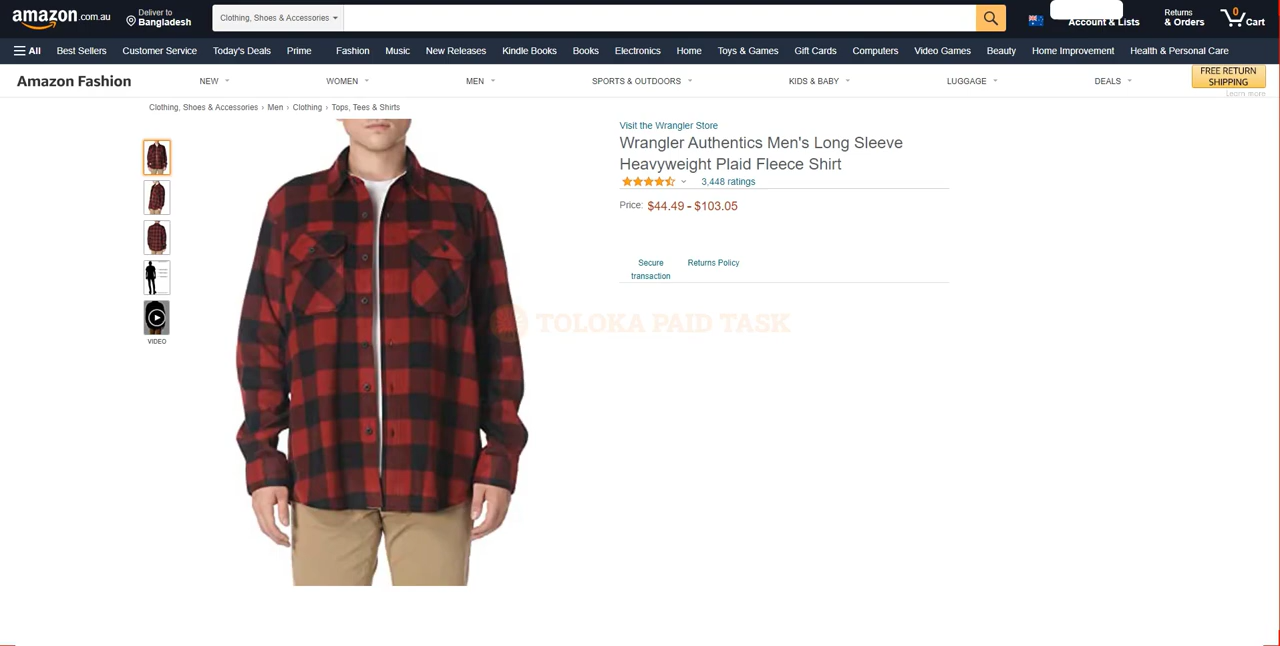 amazon.com.au
Deliver to
Bangladesh
Clothing, Shoes & Accessories
Account & Lists
Returns
& Orders
0
Cart
All
Best Sellers
Customer Service
Today's Deals
Prime
Fashion
Music
New Releases
Kindle Books
Books
Electronics
Home
Toys & Games
Gift Cards
Computers
Video Games
Beauty
Home Improvement
Health & Personal Care
Amazon Fashion
NEW
WOMEN
MEN
SPORTS & OUTDOORS
KIDS & BABY
LUGGAGE
DEALS
FREE RETURN
SHIPPING
Learn more
Clothing, Shoes & Accessories › Men › Clothing › Tops, Tees & Shirts
VIDEO
Visit the Wrangler Store
Wrangler Authentics Men's Long Sleeve
Heavyweight Plaid Fleece Shirt
3,448 ratings
Price: $44.49 - $103.05
Secure
transaction
Returns Policy
TOLOKA PAID TASK